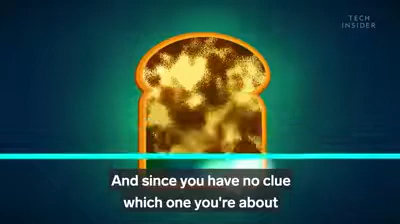 TECH
INSIDER
And since you have no clue
which one you're about